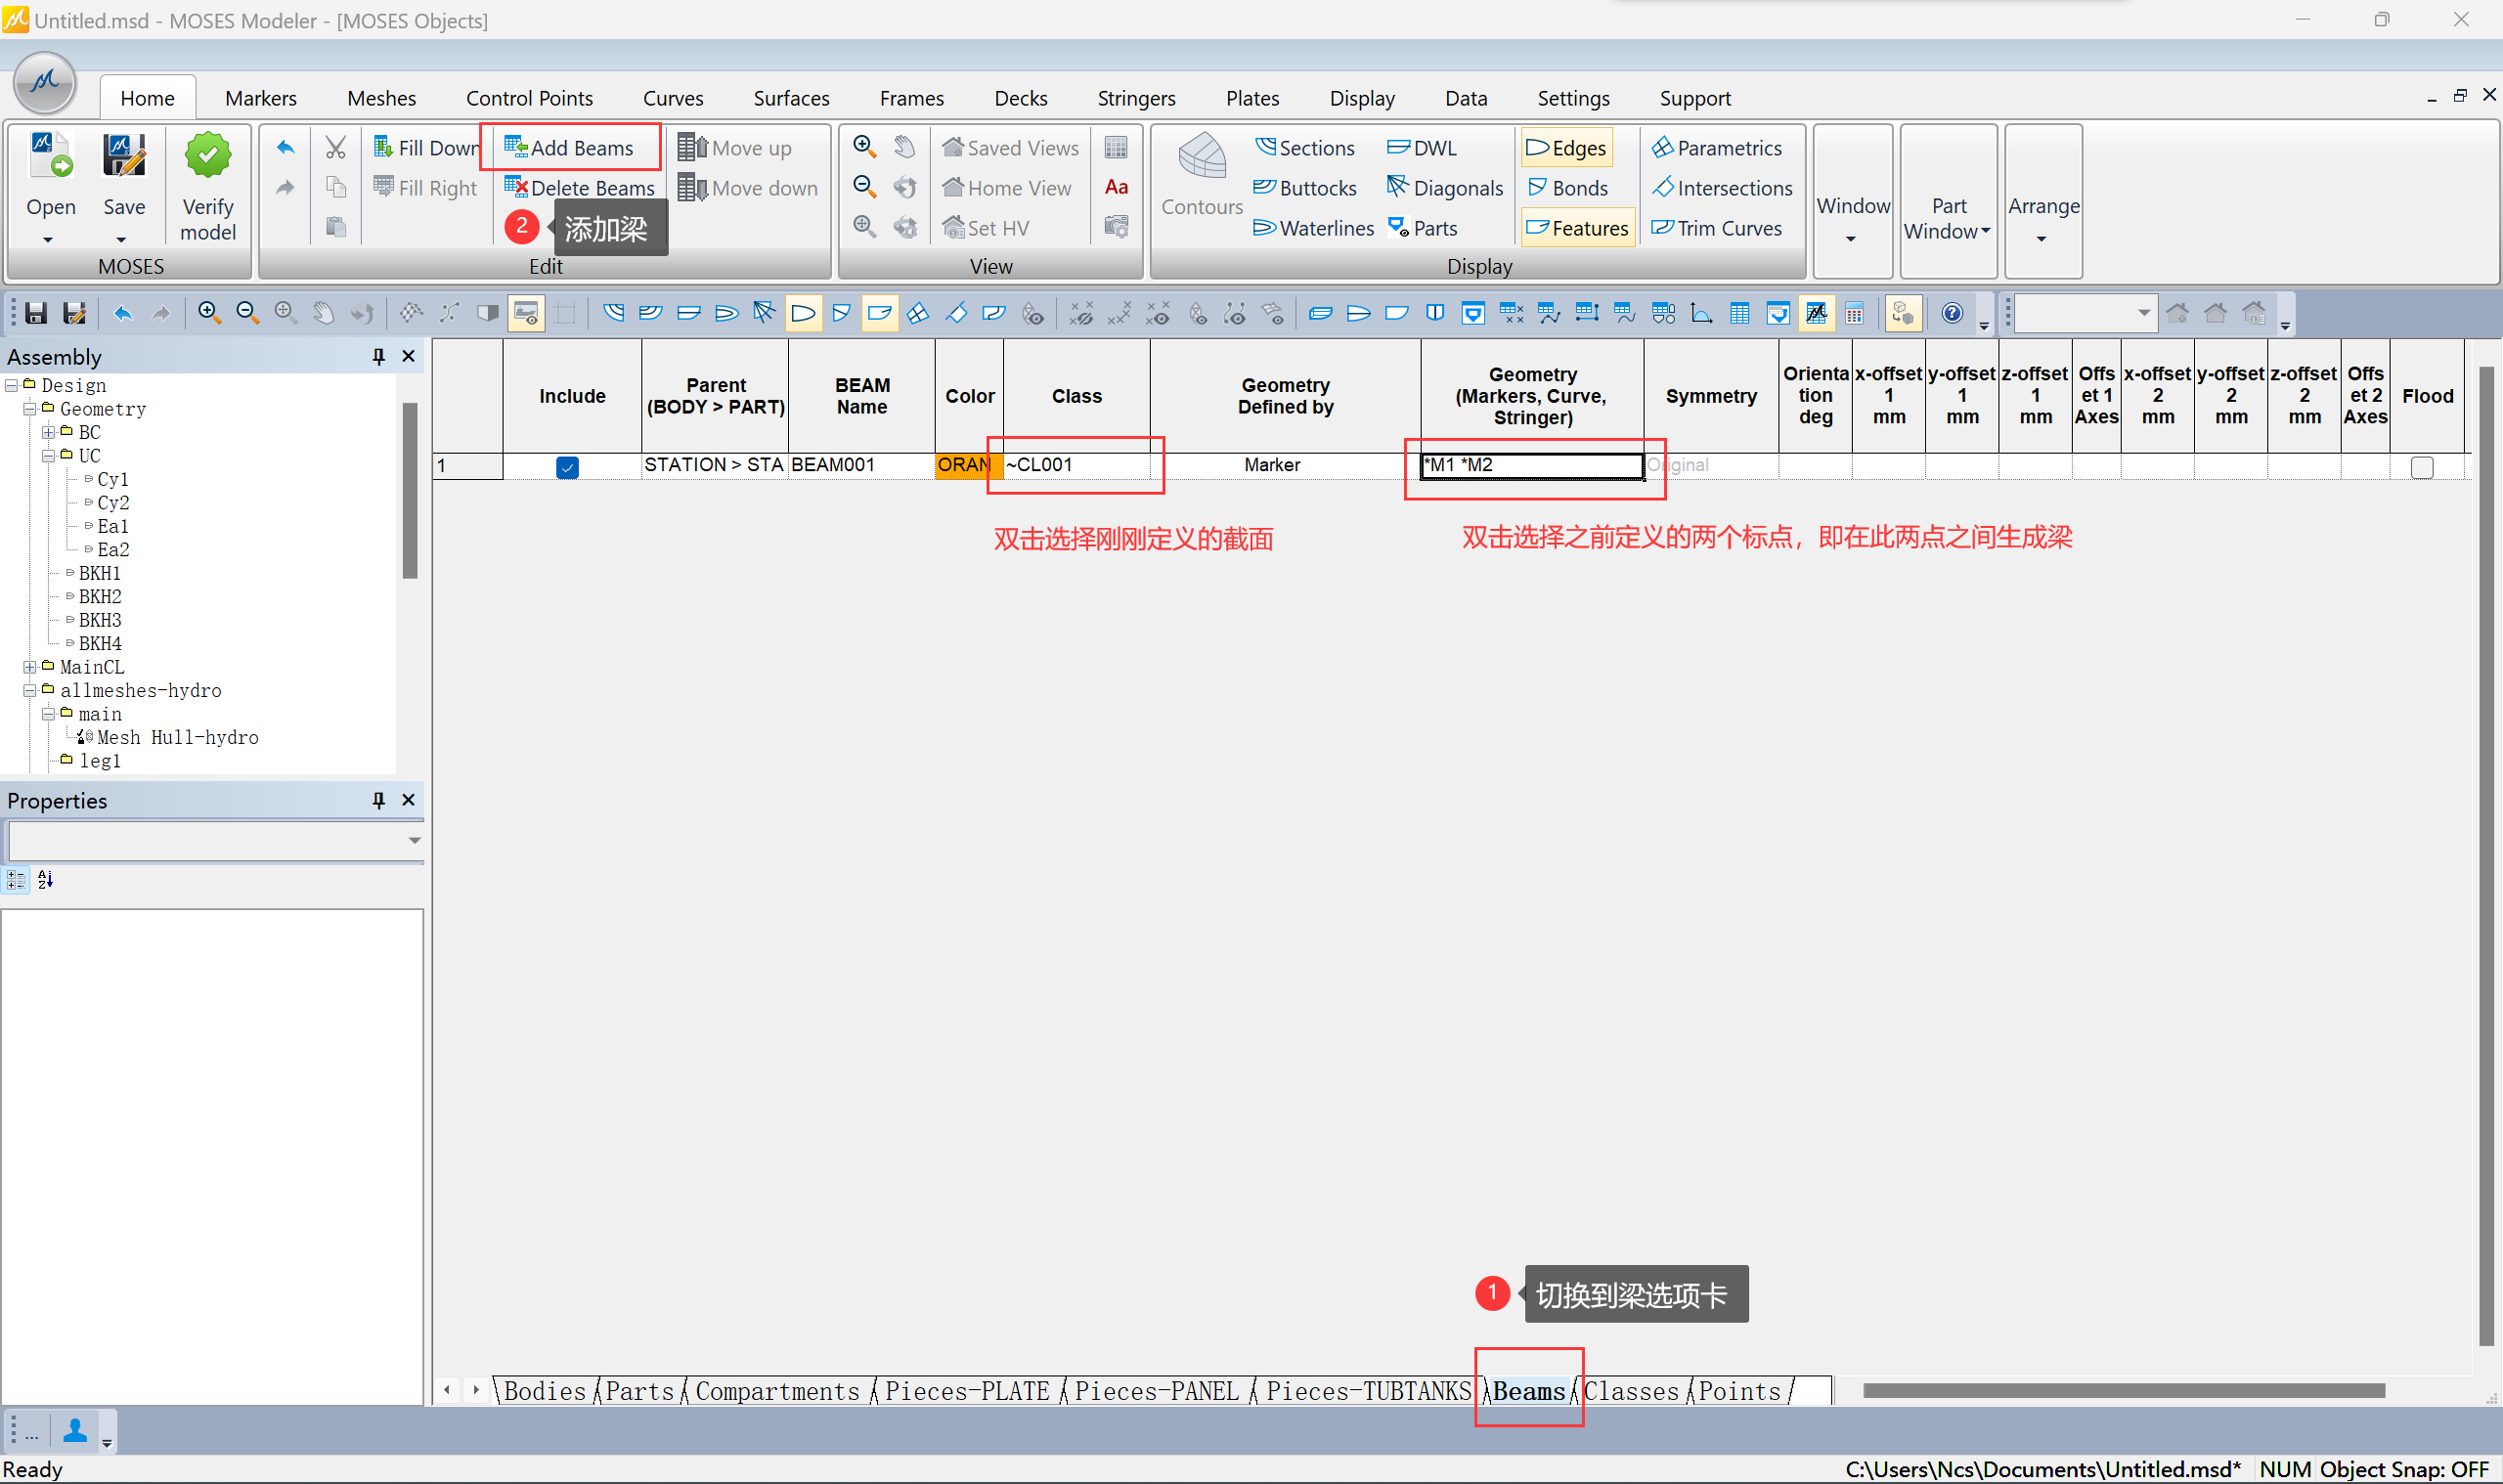 Untitled.msd - MOSES Modeler - [MOSES Objects]
Home Markers Meshes Control Points Curves Surfaces Frames Decks Stringers Plates Display Data Settings Support
Open Save Verify model
MOSES
Fill Down
Fill Right
Add Beams
Delete Beams
Move up
Move down
2 添加梁
Edit
Saved Views
Home View
Set HV
Aa
View
Contours
Sections
Buttocks
Waterlines
DWL
Diagonals
Parts
Edges
Bonds
Features
Parametrics
Intersections
Trim Curves
Display
Window
Part Window
Arrange
Assembly
Design
Geometry
BC
UC
Cy1
Cy2
Ea1
Ea2
BKH1
BKH2
BKH3
BKH4
MainCL
allmeshes-hydro
main
Mesh Hull-hydro
leg1
Properties
Include
Parent (BODY > PART)
BEAM Name
Color
Class
Geometry Defined by
Geometry (Markers, Curve, Stringer)
Symmetry
Orientation deg
x-offset 1 mm
y-offset 1 mm
z-offset 1 mm
Offset 1 Axes
x-offset 2 mm
y-offset 2 mm
z-offset 2 mm
Offset 2 Axes
Flood
1 STATION > STA BEAM001 ORAN ~CL001 Marker *M1 *M2 Original
双击选择刚刚定义的截面
双击选择之前定义的两个标点，即在此两点之间生成梁
1 切换到梁选项卡
Bodies Parts Compartments Pieces-PLATE Pieces-PANEL Pieces-TUBTANKS Beams Classes Points
...
Ready
C:\Users\Ncs\Documents\Untitled.msd* NUM Object Snap: OFF